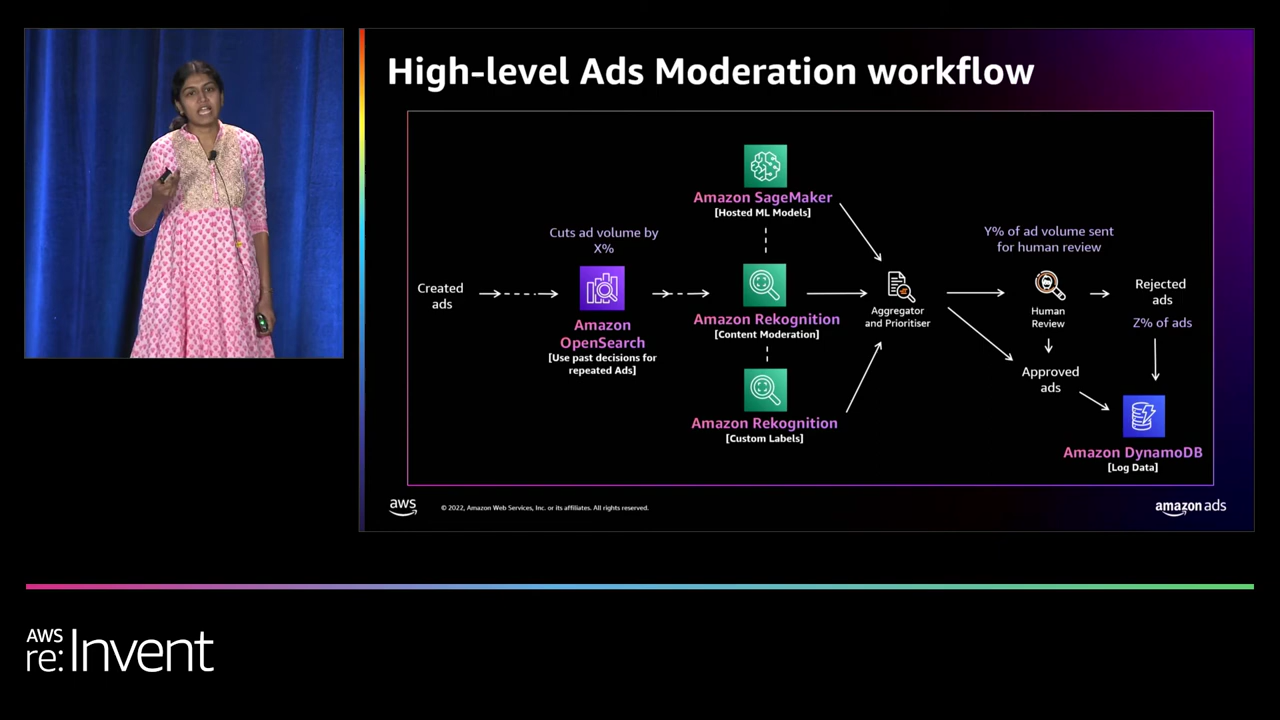 High-level Ads Moderation workflow
Amazon SageMaker
[Hosted ML Models]
Cuts ad volume by
X%
Y% of ad volume sent
for human review
Created
ads
Amazon
OpenSearch
[Use past decisions for
repeated Ads]
Amazon Rekognition
[Content Moderation]
Aggregator
and Prioritiser
Human
Review
Rejected
ads
Z% of ads
Approved
ads
Amazon Rekognition
[Custom Labels]
Amazon DynamoDB
[Log Data]
aws
© 2022, Amazon Web Services, Inc. or its affiliates. All rights reserved.
amazon ads
AWS
re:Invent